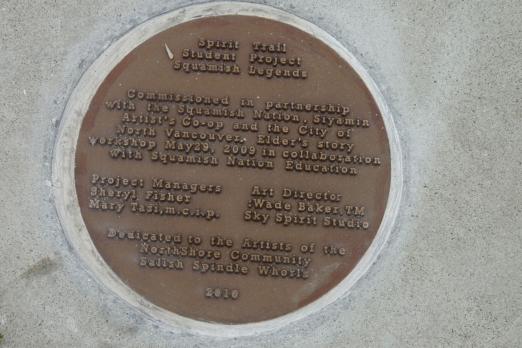 Spirit Trail
Student Project
Squamish Legends
Commissioned in partnership
with the Squamish Nation, Siyamin
Artist's Co-op and the City of
North Vancouver. Elder's story
workshop May29, 2009 in collaboration
with Squamish Nation Education
Project Managers
Sheryl Fisher
Mary Tasi,m.c.i.p.
Art Director
:Wade Baker,TM
Sky Spirit Studio
Dedicated to the Artists of the
NorthShore Community
Salish Spindle Whorls
2010